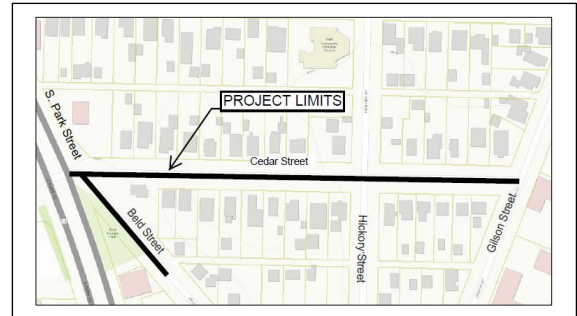 PROJECT LIMITS
S. Park Street
Cedar Street
Beld Street
Hickory Street
Gilson Street